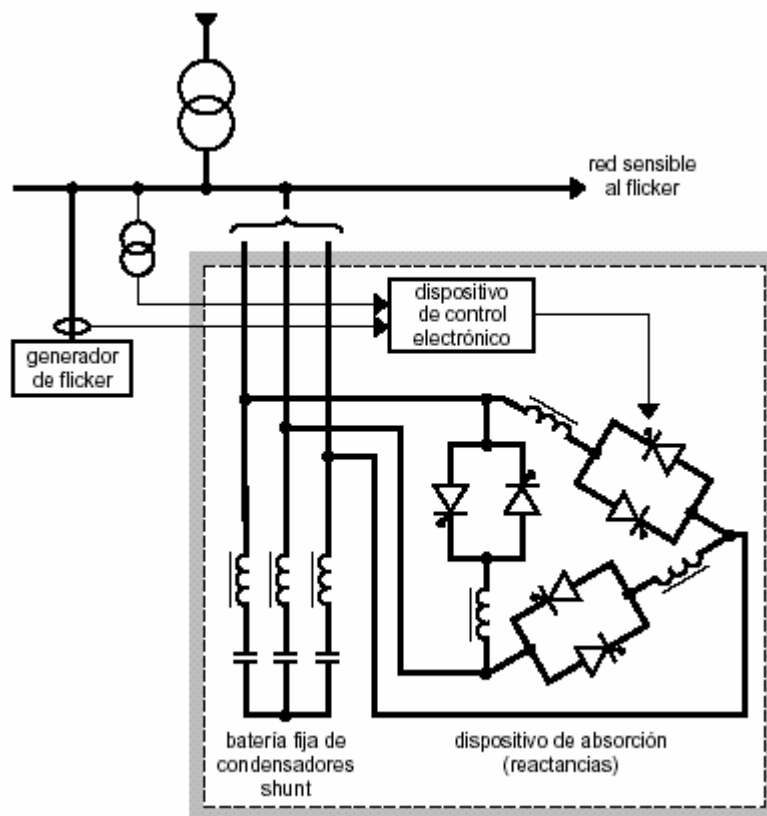 red sensible
al flicker
dispositivo
de control
electrónico
generador
de flicker
batería fija de
condensadores
shunt
dispositivo de absorción
(reactancias)